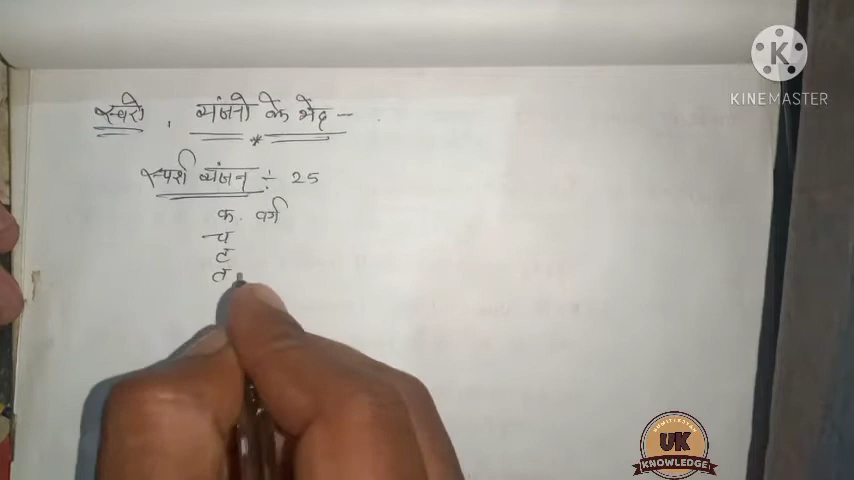 स्वरो , व्यंजनो के भेद –
*
स्पर्श व्यंजन ÷ 25
क . वर्ग
च
ट
त
KINEMASTER
UK
KNOWLEDGE